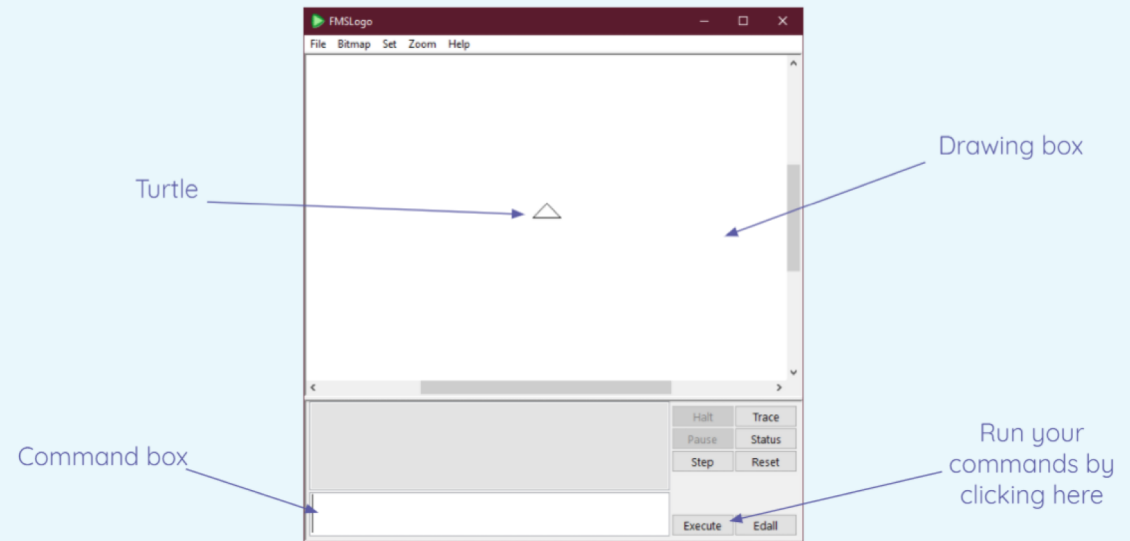 FMSLogo
File Bitmap Set Zoom Help
Drawing box
Turtle
Halt Trace
Pause Status
Step Reset
Command box
Run your
commands by
clicking here
Execute Edall